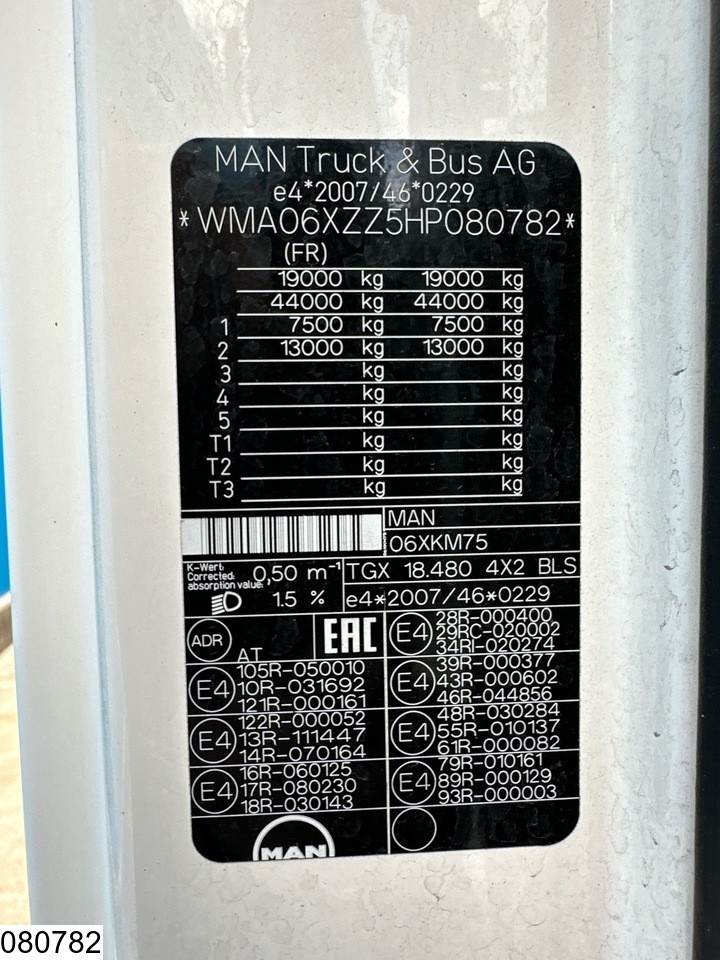 MAN Truck & Bus AG
e4*2007/46*0229
*WMA06XZZ5HP080782*
(FR)
19000 kg 19000 kg
44000 kg 44000 kg
1 7500 kg 7500 kg
2 13000 kg 13000 kg
3 kg kg
4 kg kg
5 kg kg
T1 kg kg
T2 kg kg
T3 kg kg
MAN
06XKM75
K-Wert:
Corrected:
absorption value: 0,50 m⁻¹
TGX 18.480 4X2 BLS
1.5 %
e4*2007/46*0229
ADR
AT
EAC
E4
28R-000400
29RC-020002
34RI-020274
E4
105R-050010
10R-031692
121R-000161
E4
39R-000377
43R-000602
46R-044856
E4
122R-000052
13R-111447
14R-070164
E4
48R-030284
55R-010137
61R-000082
E4
16R-060125
17R-080230
18R-030143
E4
79R-010161
89R-000129
93R-000003
MAN
080782